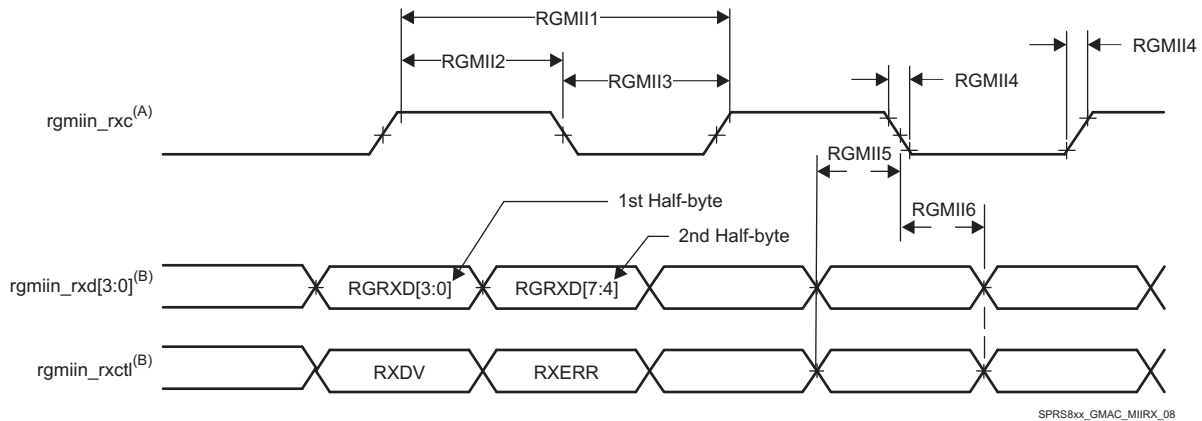 RGMII1
RGMII2
RGMII3
RGMII4
RGMII4
rgmiin_rxc(A)
RGMII5
RGMII6
1st Half-byte
2nd Half-byte
rgmiin_rxd[3:0](B)
RGRXD[3:0]
RGRXD[7:4]
rgmiin_rxctl(B)
RXDV
RXERR
SPRS8xx_GMAC_MIIRX_08